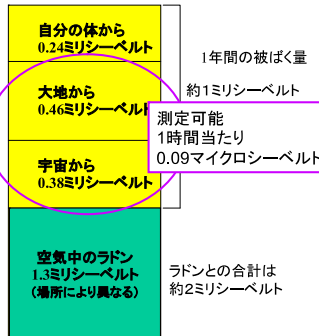 自分の体から
0.24ミリシーベルト
1年間の被ばく量
約1ミリシーベルト
大地から
0.46ミリシーベルト
測定可能
1時間当たり
0.09マイクロシーベルト
宇宙から
0.38ミリシーベルト
空気中のラドン
1.3ミリシーベルト
(場所により異なる)
ラドンとの合計は
約2ミリシーベルト